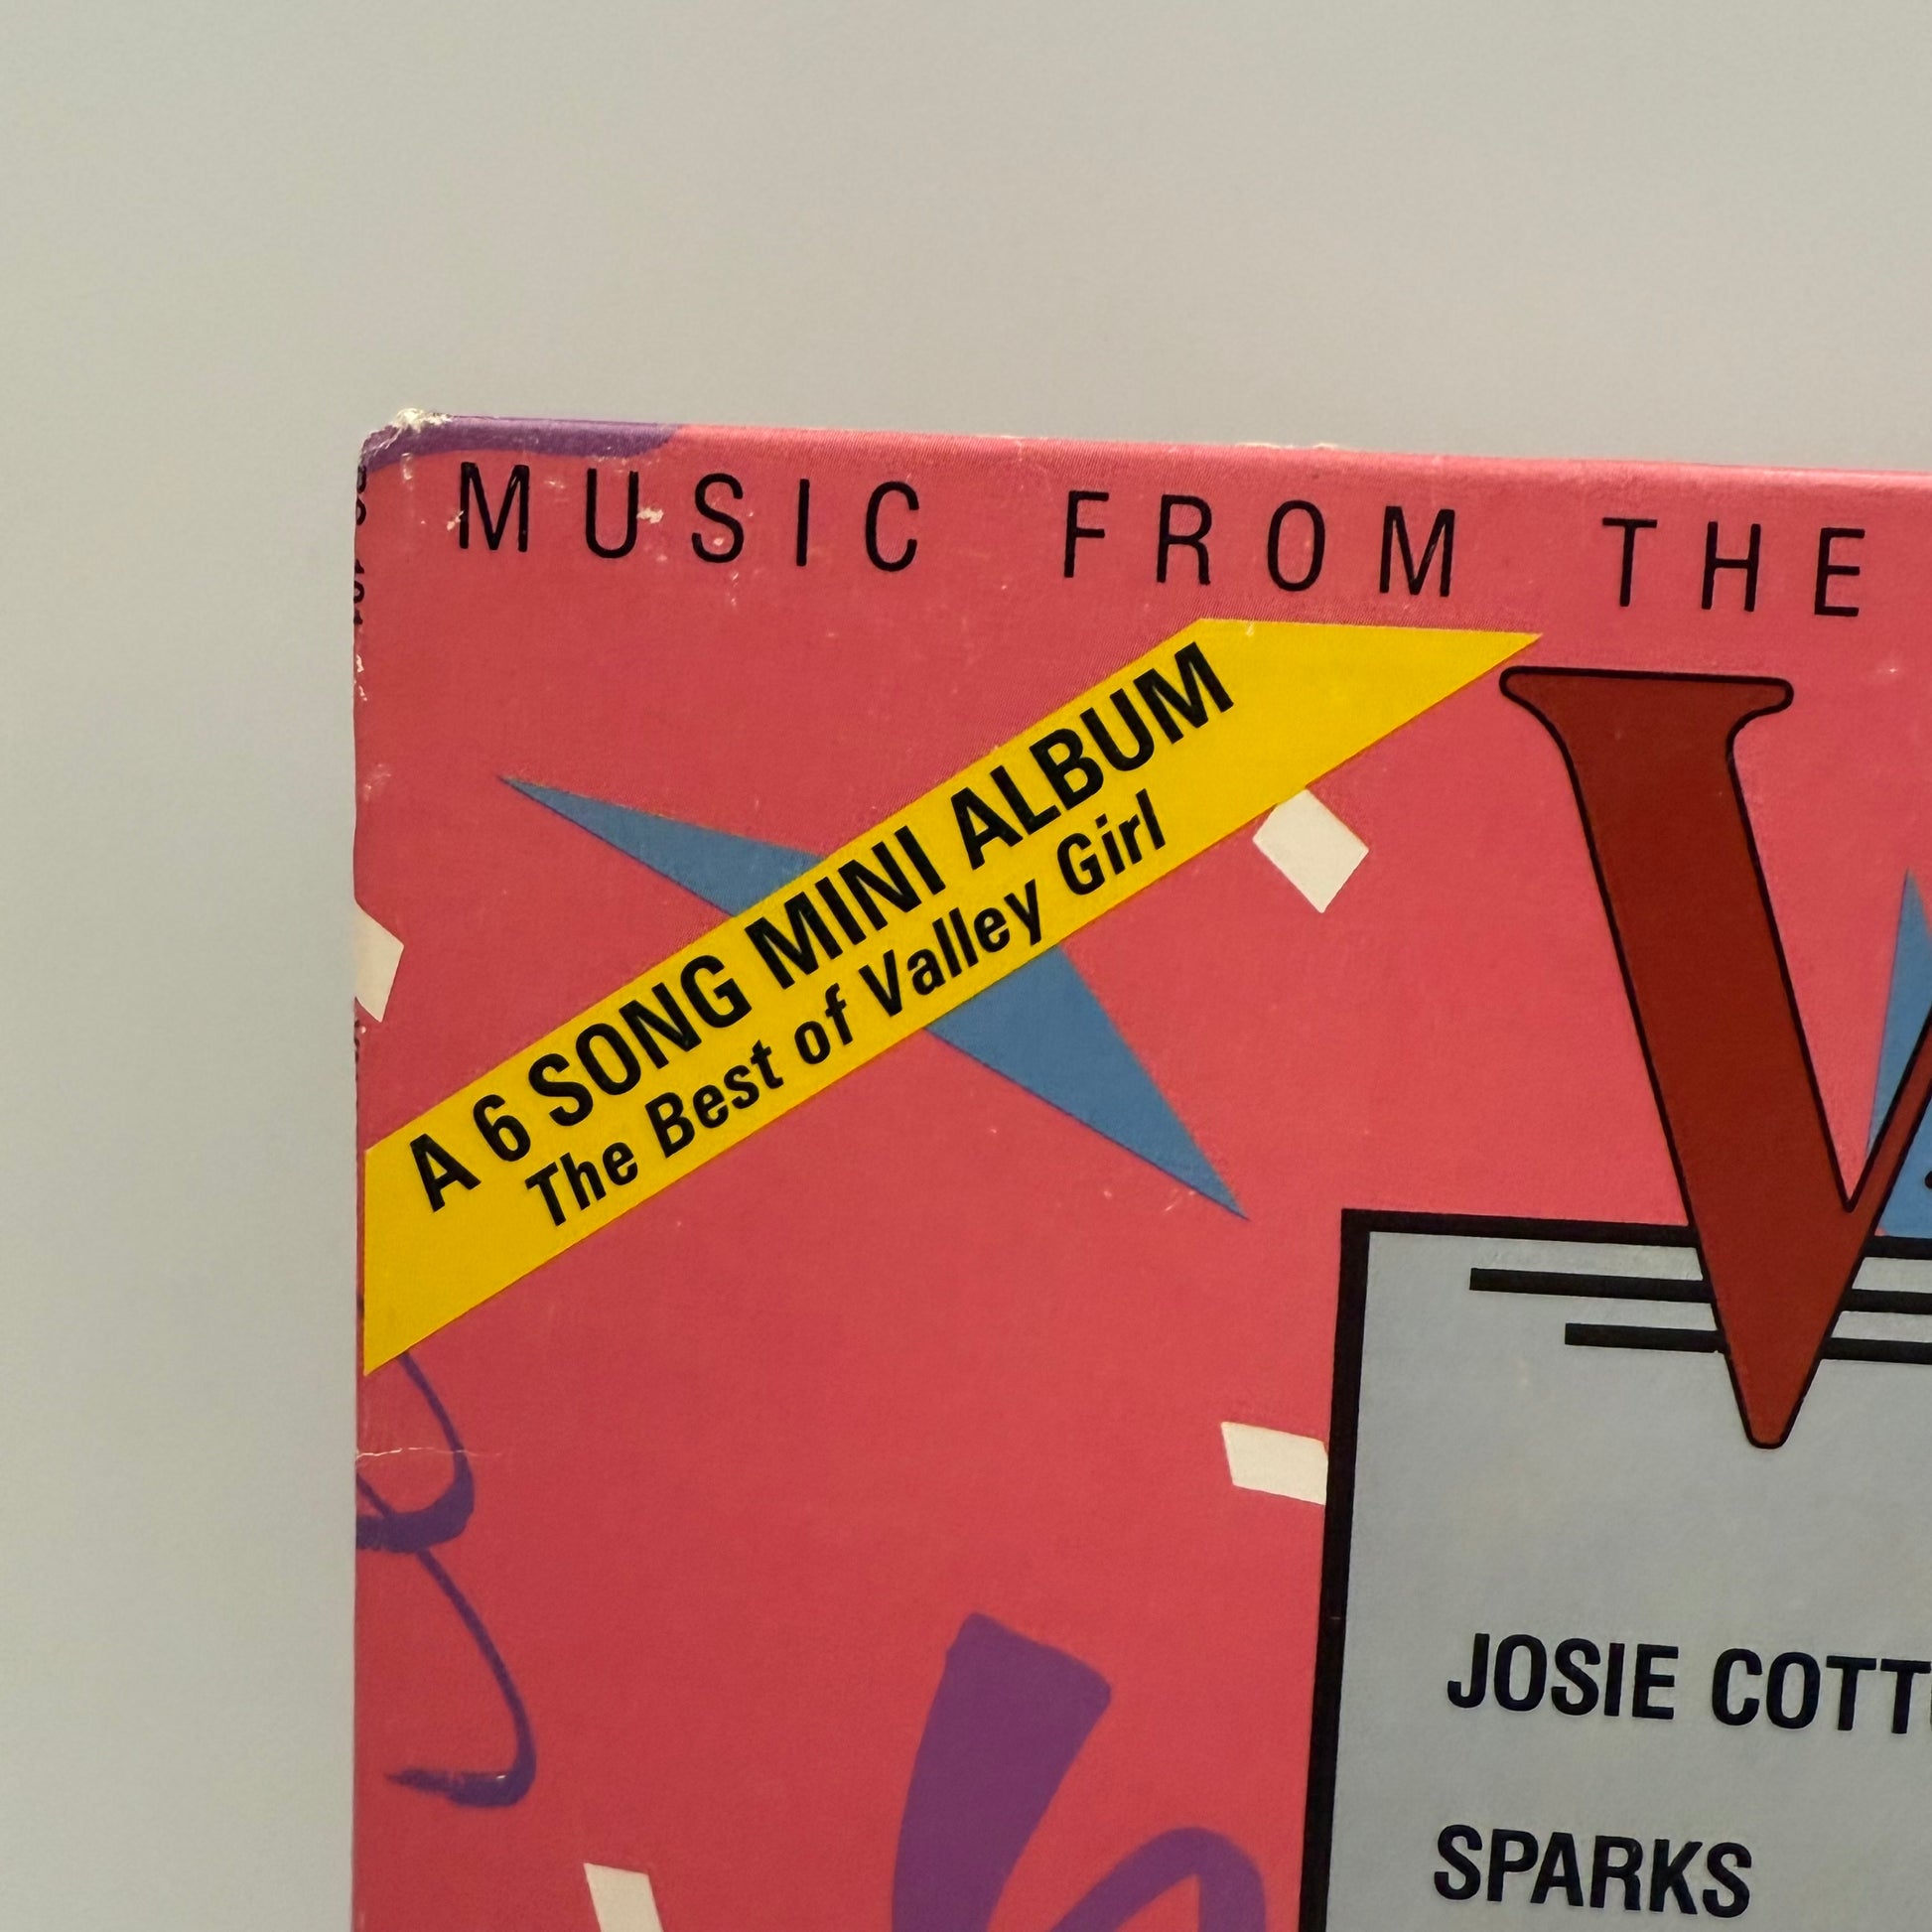 MUSIC FROM THE
A 6 SONG MINI ALBUM
The Best of Valley Girl
V
JOSIE COTT
SPARKS